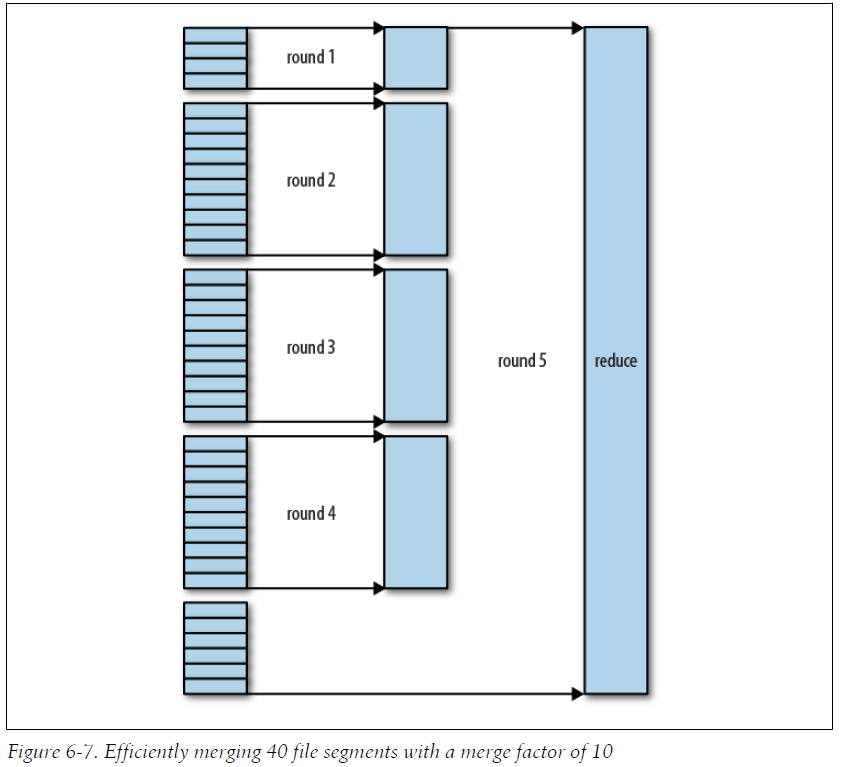 round 1
round 2
round 3
round 5
reduce
round 4
Figure 6-7. Efficiently merging 40 file segments with a merge factor of 10